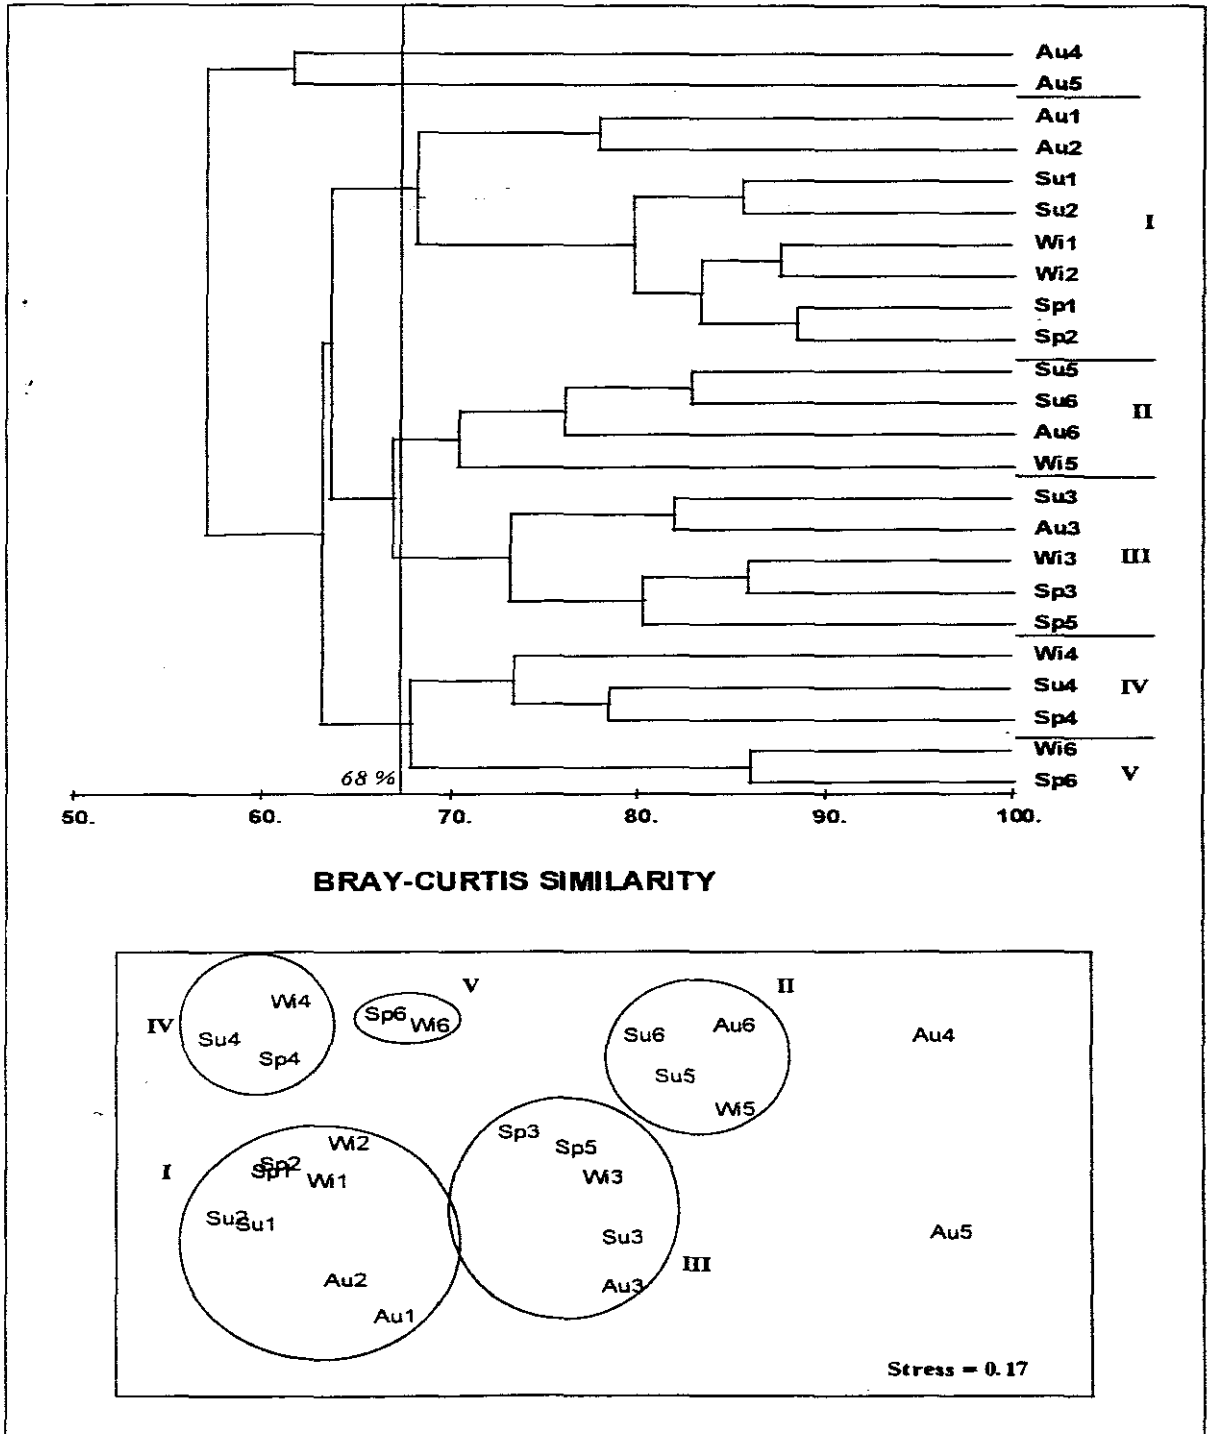 Au4
Au5
Au1
Au2
Su1
Su2
I
Wi1
Wi2
Sp1
Sp2
Su5
Su6
II
Au6
Wi5
Su3
Au3
Wi3
III
Sp3
Sp5
Wi4
Su4
IV
Sp4
Wi6
V
Sp6
68 %
50. 60. 70. 80. 90. 100.
BRAY-CURTIS SIMILARITY
V II
Wi4
Sp6
IV Wi6 Su6 Au6 Au4
Su4
Sp4
Su5
Wi5
Sp3
Wi2 Sp5
I Sp2
Sp1 Wi1 Wi3
Su2
Su1 Su3 Au5
III
Au2 Au3
Au1
Stress = 0.17